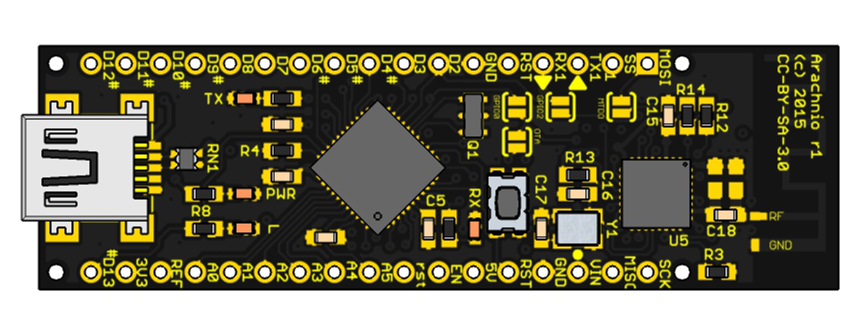 D12#
D11#
D10#
D9#
D8
D7
D6#
D5#
D4#
D3
D2
GND
RST
RX1
TX1
SS
MOSI
Arachnio r1
(c) 2015
CC-BY-SA-3.0
TX
R4
RN1
PWR
R8
L
C5
RX
Q1
GPIO0
GPIO2
OTA
C17
R13
C16
Y1
C15
R14
R12
U5
C18
RF
GND
R3
#D13
3V3
REF
A0
A1
A2
A3
A4
A5
rst
EN
5U
RST
GND
VIN
SCK